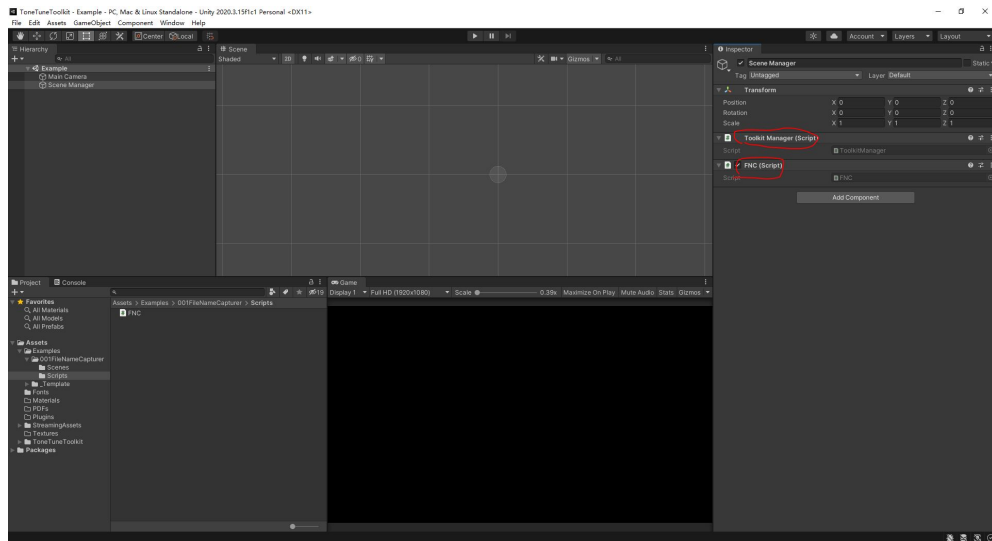 ToneTuneToolkit - Example - PC, Mac & Linux Standalone - Unity 2020.3.15f1c1 Personal <DX11>
File Edit Assets GameObject Component Window Help
Center Local
Account Layers Layout
Hierarchy
All
Example
Main Camera
Scene Manager
Scene
Shaded 2D 0 Gizmos All
Inspector
Scene Manager Static
Tag Untagged Layer Default
Transform
Position X 0 Y 0 Z 0
Rotation X 0 Y 0 Z 0
Scale X 1 Y 1 Z 1
Toolkit Manager (Script)
Script ToolkitManager
FNC (Script)
Script FNC
Add Component
Project Console
19
Favorites
All Materials
All Models
All Prefabs
Assets
Examples
001FileNameCapturer
Scenes
Scripts
_Template
Fonts
Materials
PDFs
Plugins
StreamingAssets
Textures
ToneTuneToolkit
Packages
Assets > Examples > 001FileNameCapturer > Scripts
FNC
Game
Display 1 Full HD (1920x1080) Scale 0.39x Maximize On Play Mute Audio Stats Gizmos